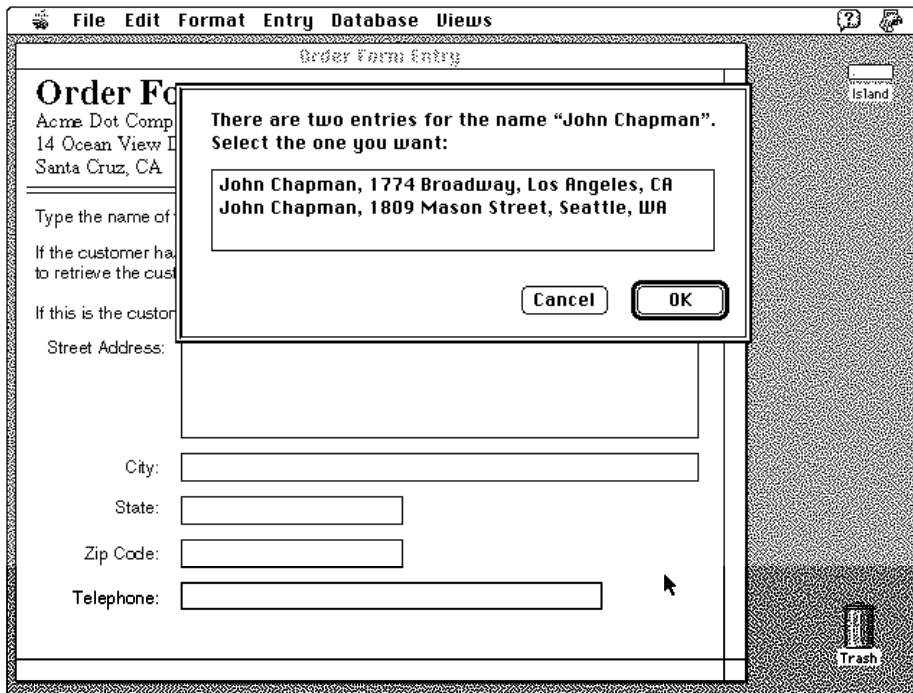 File Edit Format Entry Database Views
Order Form Entry
Island
Order Fo
Acme Dot Comp
14 Ocean View D
Santa Cruz, CA
There are two entries for the name “John Chapman”.
Select the one you want:
John Chapman, 1774 Broadway, Los Angeles, CA
John Chapman, 1809 Mason Street, Seattle, WA
Cancel OK
Type the name of
If the customer ha
to retrieve the cust
If this is the custor
Street Address:
City:
State:
Zip Code:
Telephone:
Trash